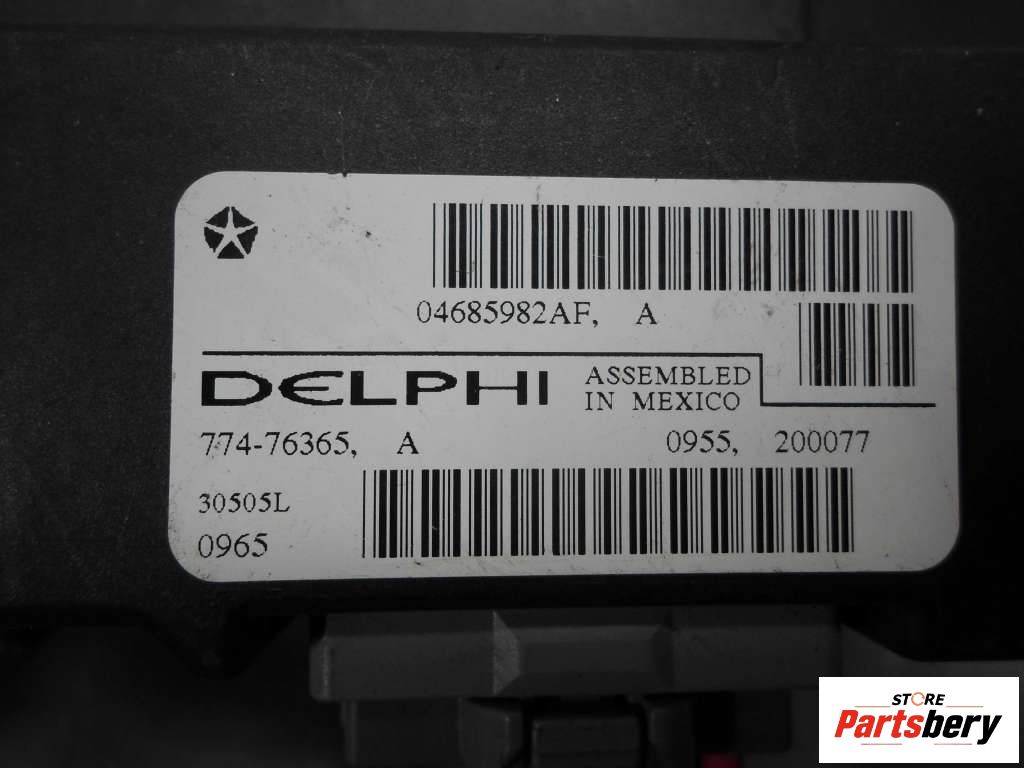 04685982AF, A
DELPHI
ASSEMBLED
IN MEXICO
774-76365, A 0955, 200077
30505L
0965
STORE
Partsbery